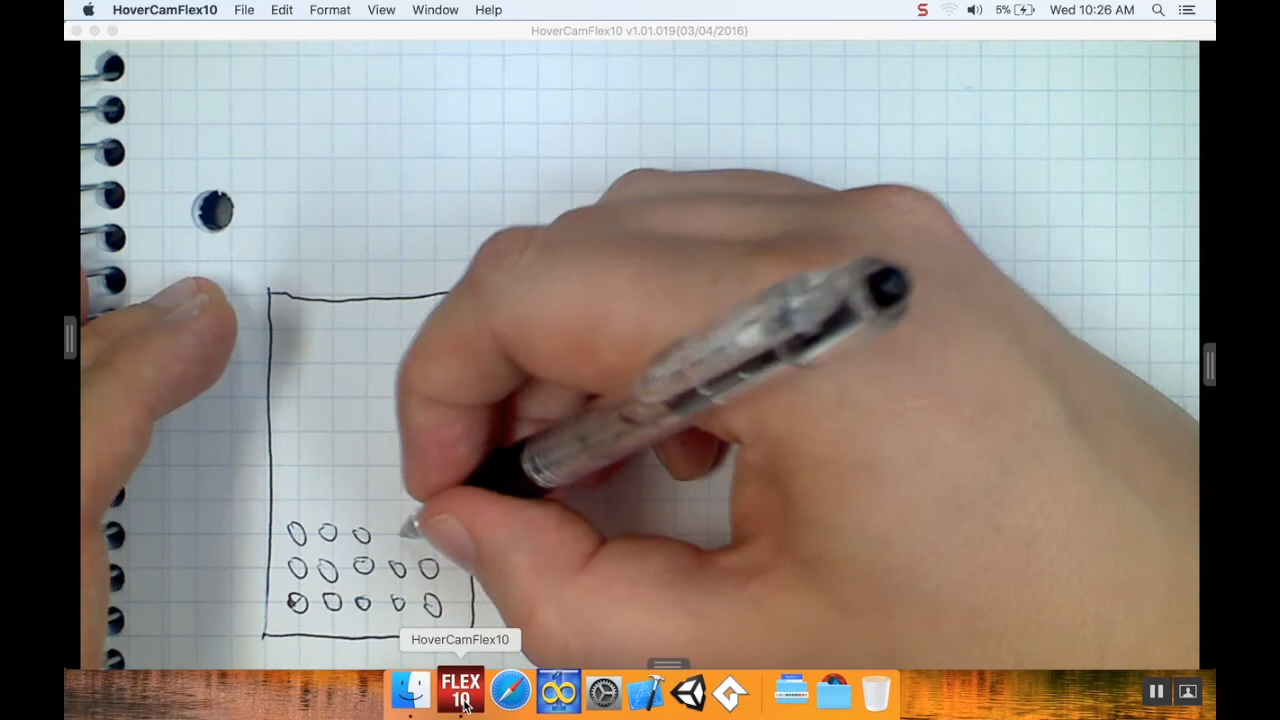 HoverCamFlex10 File Edit Format View Window Help S 5% Wed 10:26 AM
HoverCamFlex10 v1.01.019(03/04/2016)
HoverCamFlex10
FLEX
10